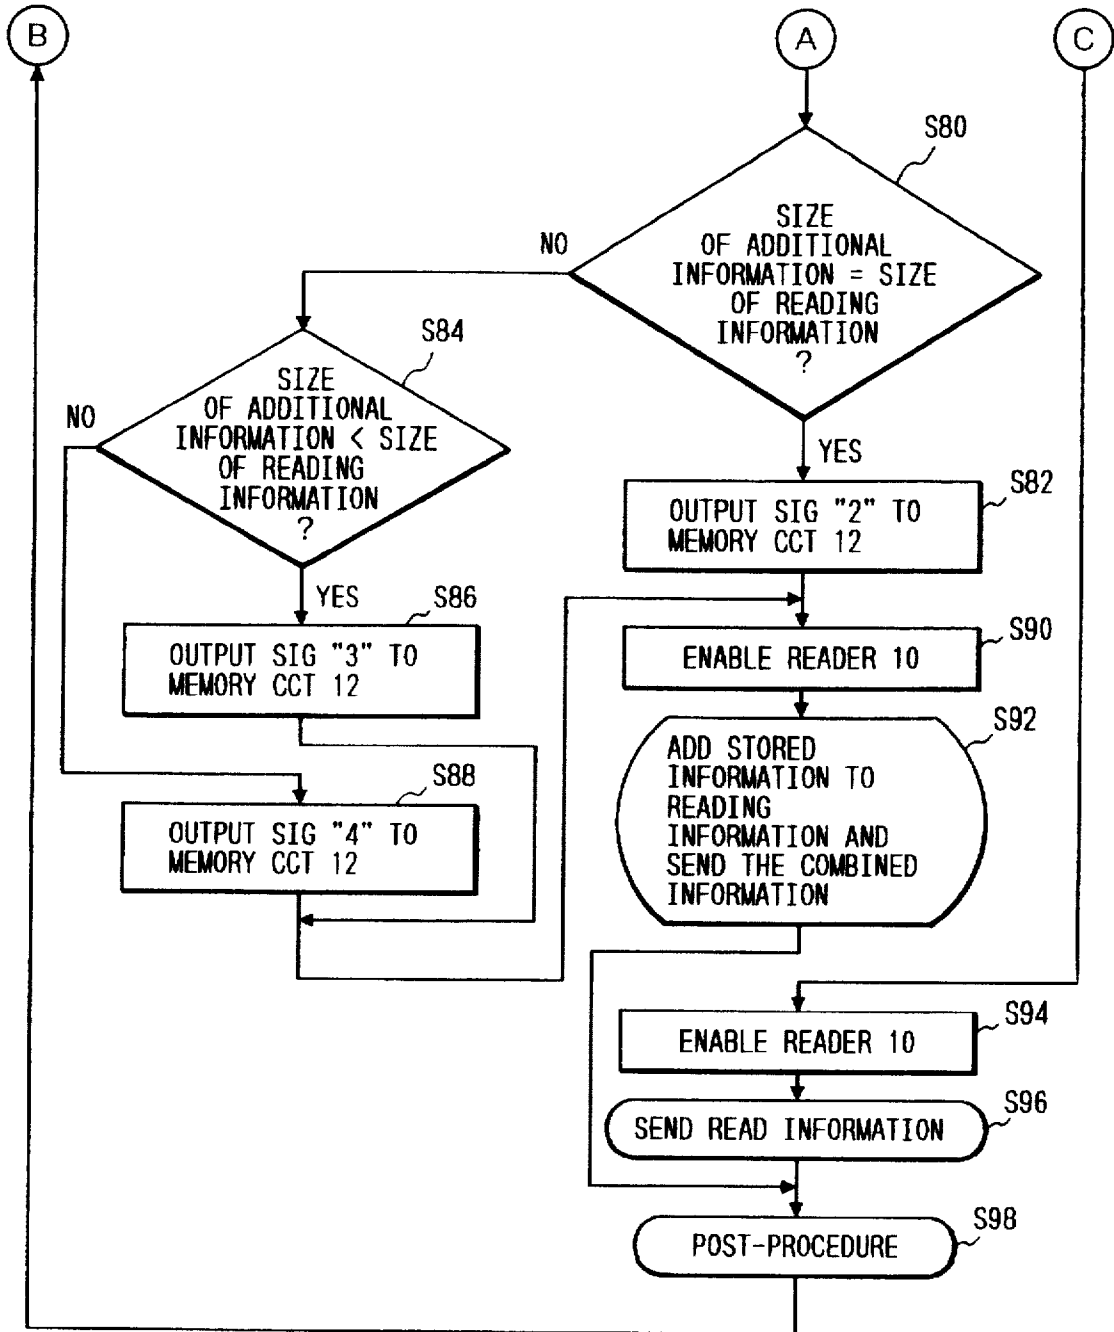 B
A
C
S80
SIZE
OF ADDITIONAL
INFORMATION = SIZE
OF READING
INFORMATION
?
NO
YES
S84
SIZE
OF ADDITIONAL
INFORMATION < SIZE
OF READING
INFORMATION
?
NO
YES
S82
OUTPUT SIG "2" TO
MEMORY CCT 12
S86
OUTPUT SIG "3" TO
MEMORY CCT 12
S88
OUTPUT SIG "4" TO
MEMORY CCT 12
S90
ENABLE READER 10
S92
ADD STORED
INFORMATION TO
READING
INFORMATION AND
SEND THE COMBINED
INFORMATION
S94
ENABLE READER 10
S96
SEND READ INFORMATION
S98
POST-PROCEDURE